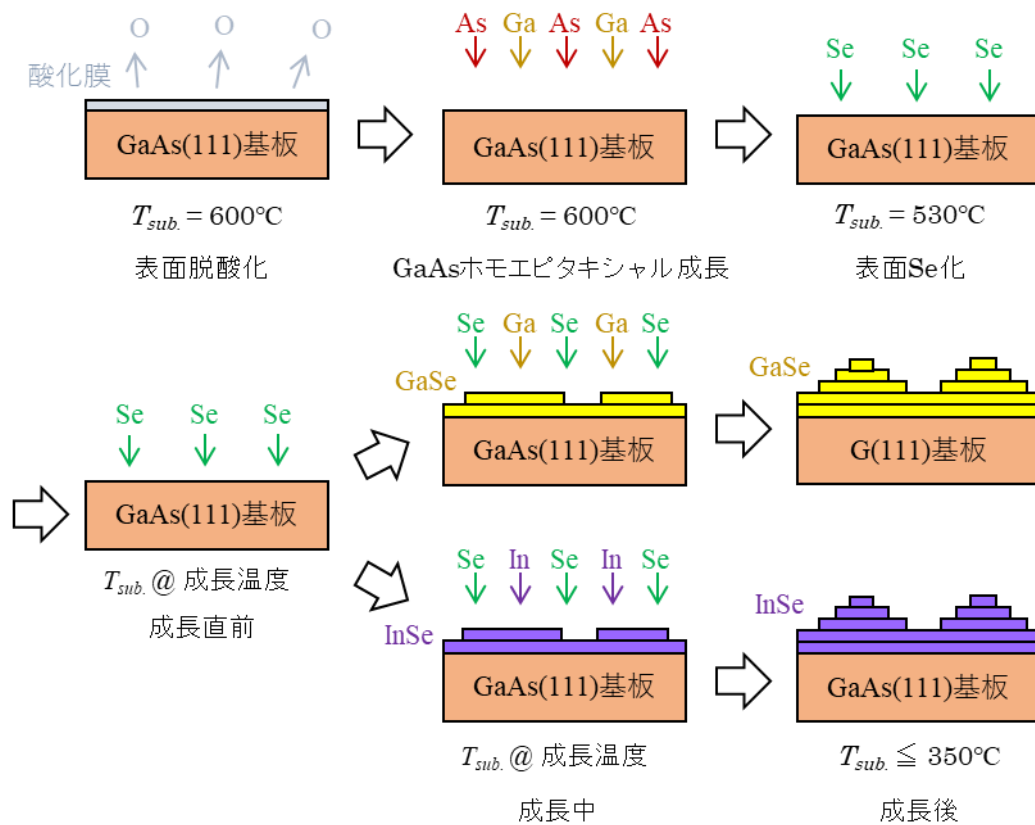 O O O
酸化膜
GaAs(111)基板
T_sub. = 600℃
表面脱酸化
As Ga As Ga As
GaAs(111)基板
T_sub. = 600℃
GaAsホモエピタキシャル成長
Se Se Se
GaAs(111)基板
T_sub. = 530℃
表面Se化
Se Se Se
GaAs(111)基板
T_sub. @ 成長温度
成長直前
Se Ga Se Ga Se
GaSe
GaAs(111)基板
GaSe
G(111)基板
Se In Se In Se
InSe
GaAs(111)基板
T_sub. @ 成長温度
成長中
InSe
GaAs(111)基板
T_sub. ≦ 350℃
成長後